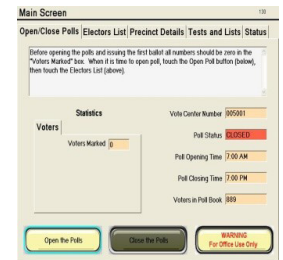 Main Screen
Open/Close Polls Electors List Precinct Details Tests and Lists Status
Before opening the polls and issuing the first ballot all numbers should be zero in the
"Voters Marked" box. When it is time to open poll, touch the Open Poll button (below),
then touch the Electors List (above).
Statistics
Voters
Voters Marked 0
Vote Center Number 005001
Poll Status CLOSED
Poll Opening Time 7:00 AM
Poll Closing Time 7:00 PM
Voters in Poll Book 889
Open the Polls
Close the Polls
WARNING
For Office Use Only